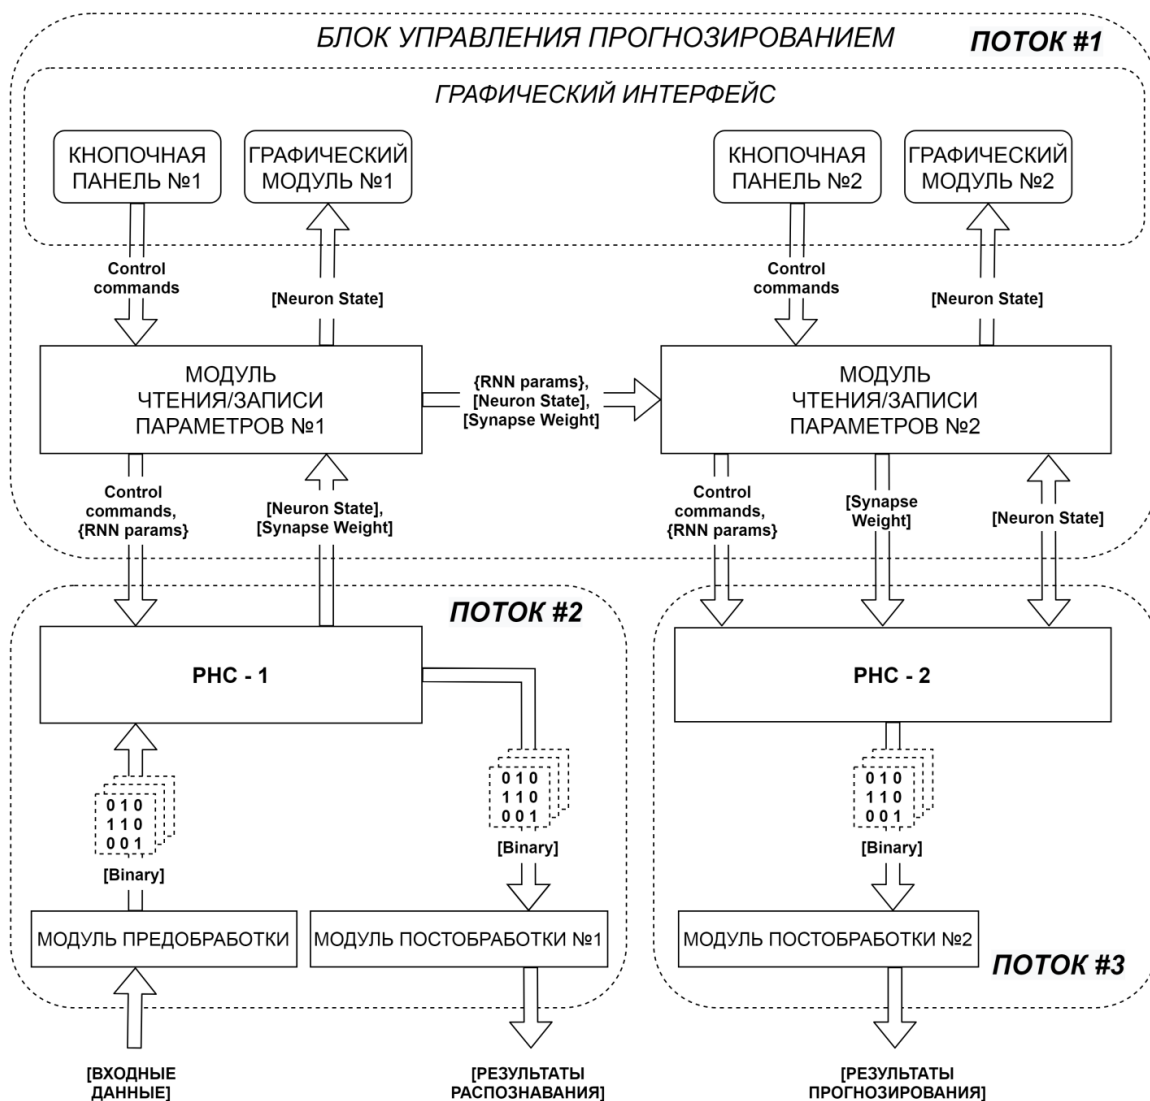 БЛОК УПРАВЛЕНИЯ ПРОГНОЗИРОВАНИЕМ
ПОТОК #1
ГРАФИЧЕСКИЙ ИНТЕРФЕЙС
КНОПОЧНАЯ
ПАНЕЛЬ №1
ГРАФИЧЕСКИЙ
МОДУЛЬ №1
КНОПОЧНАЯ
ПАНЕЛЬ №2
ГРАФИЧЕСКИЙ
МОДУЛЬ №2
Control
commands
[Neuron State]
Control
commands
[Neuron State]
МОДУЛЬ
ЧТЕНИЯ/ЗАПИСИ
ПАРАМЕТРОВ №1
{RNN params},
[Neuron State],
[Synapse Weight]
МОДУЛЬ
ЧТЕНИЯ/ЗАПИСИ
ПАРАМЕТРОВ №2
Control
commands,
{RNN params}
[Neuron State],
[Synapse Weight]
Control
commands,
{RNN params}
[Synapse
Weight]
[Neuron State]
ПОТОК #2
РНС - 1
РНС - 2
0 1 0
1 1 0
0 0 1
[Binary]
0 1 0
1 1 0
0 0 1
[Binary]
0 1 0
1 1 0
0 0 1
[Binary]
МОДУЛЬ ПРЕДОБРАБОТКИ
МОДУЛЬ ПОСТОБРАБОТКИ №1
МОДУЛЬ ПОСТОБРАБОТКИ №2
ПОТОК #3
[ВХОДНЫЕ
ДАННЫЕ]
[РЕЗУЛЬТАТЫ
РАСПОЗНАВАНИЯ]
[РЕЗУЛЬТАТЫ
ПРОГНОЗИРОВАНИЯ]